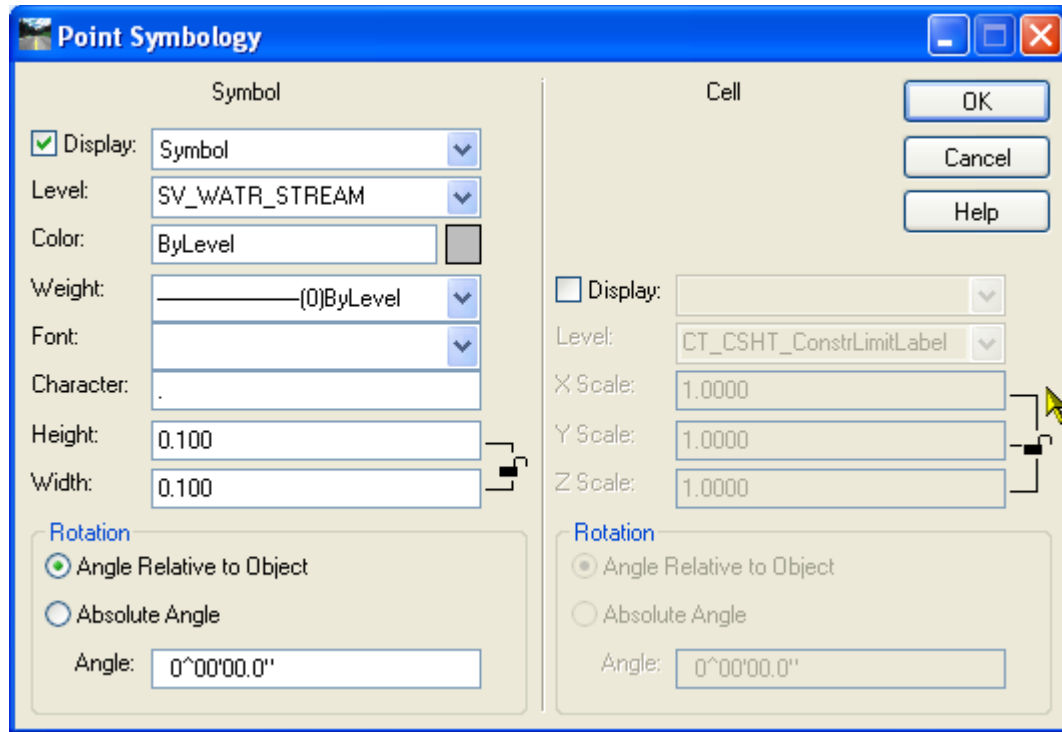 Point Symbology
Symbol
Display: Symbol
Level: SV_WATR_STREAM
Color: ByLevel
Weight: (0)ByLevel
Font:
Character: .
Height: 0.100
Width: 0.100
Rotation
Angle Relative to Object
Absolute Angle
Angle: 0^00'00.0"
Cell
OK
Cancel
Help
Display:
Level: CT_CSHT_ConstrLimitLabel
X Scale: 1.0000
Y Scale: 1.0000
Z Scale: 1.0000
Rotation
Angle Relative to Object
Absolute Angle
Angle: 0^00'00.0"